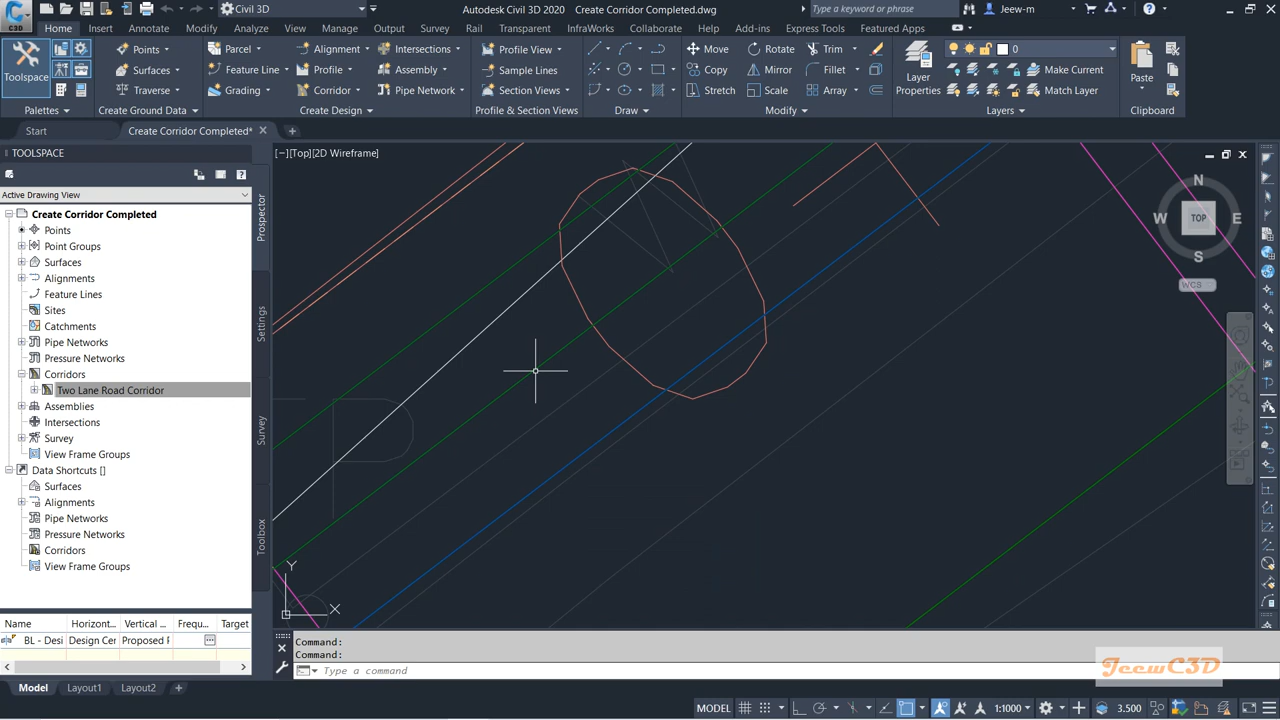 C3D
Civil 3D
Autodesk Civil 3D 2020
Create Corridor Completed.dwg
Type a keyword or phrase
Jeew-m
Home Insert Annotate Modify Analyze View Manage Output Survey Rail Transparent InfraWorks Collaborate Help Add-ins Express Tools Featured Apps
Toolspace
Points
Surfaces
Traverse
Parcel
Feature Line
Grading
Alignment
Profile
Corridor
Intersections
Assembly
Pipe Network
Profile View
Sample Lines
Section Views
Move
Copy
Stretch
Rotate
Mirror
Scale
Trim
Fillet
Array
Layer
Properties
0
Make Current
Match Layer
Paste
Palettes
Create Ground Data
Create Design
Profile & Section Views
Draw
Modify
Layers
Clipboard
Start
Create Corridor Completed*
TOOLSPACE
Active Drawing View
Create Corridor Completed
Points
Point Groups
Surfaces
Alignments
Feature Lines
Sites
Catchments
Pipe Networks
Pressure Networks
Corridors
Two Lane Road Corridor
Assemblies
Intersections
Survey
View Frame Groups
Data Shortcuts []
Surfaces
Alignments
Pipe Networks
Pressure Networks
Corridors
View Frame Groups
Prospector
Settings
Survey
Toolbox
Name Horizont... Vertical ... Frequ... Target
BL - Desi Design Cer Proposed F
[−][Top][2D Wireframe]
N
W TOP E
S
WCS
Y
X
Command:
Command:
Type a command
JeewC3D
Model Layout1 Layout2
MODEL
1:1000
3.500